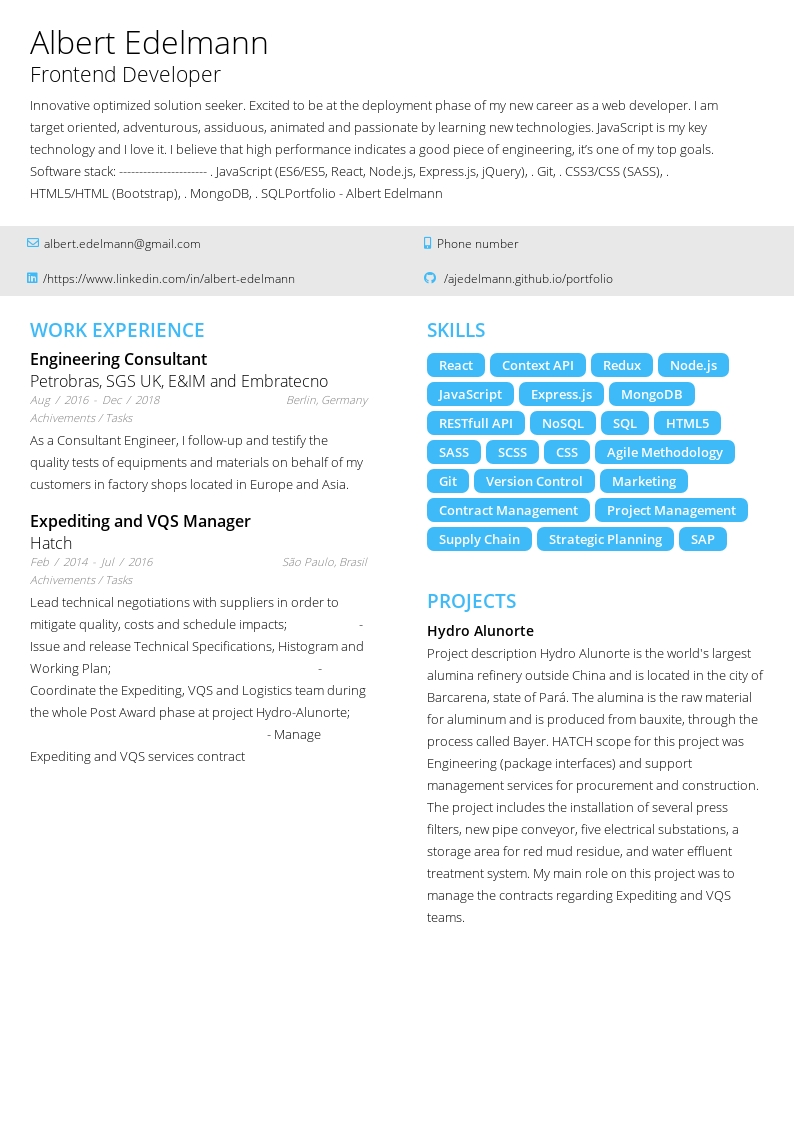 Albert Edelmann
Frontend Developer
Innovative optimized solution seeker. Excited to be at the deployment phase of my new career as a web developer. I am
target oriented, adventurous, assiduous, animated and passionate by learning new technologies. JavaScript is my key
technology and I love it. I believe that high performance indicates a good piece of engineering, it’s one of my top goals.
Software stack: ---------------------- . JavaScript (ES6/ES5, React, Node.js, Express.js, jQuery), . Git, . CSS3/CSS (SASS), .
HTML5/HTML (Bootstrap), . MongoDB, . SQLPortfolio - Albert Edelmann
albert.edelmann@gmail.com
Phone number
/https://www.linkedin.com/in/albert-edelmann
/ajedelmann.github.io/portfolio
WORK EXPERIENCE
Engineering Consultant
Petrobras, SGS UK, E&IM and Embratecno
Aug / 2016 - Dec / 2018 Berlin, Germany
Achivements / Tasks
As a Consultant Engineer, I follow-up and testify the
quality tests of equipments and materials on behalf of my
customers in factory shops located in Europe and Asia.
Expediting and VQS Manager
Hatch
Feb / 2014 - Jul / 2016 São Paulo, Brasil
Achivements / Tasks
Lead technical negotiations with suppliers in order to
mitigate quality, costs and schedule impacts; -
Issue and release Technical Specifications, Histogram and
Working Plan; -
Coordinate the Expediting, VQS and Logistics team during
the whole Post Award phase at project Hydro-Alunorte;
- Manage
Expediting and VQS services contract
SKILLS
React Context API Redux Node.js
JavaScript Express.js MongoDB
RESTfull API NoSQL SQL HTML5
SASS SCSS CSS Agile Methodology
Git Version Control Marketing
Contract Management Project Management
Supply Chain Strategic Planning SAP
PROJECTS
Hydro Alunorte
Project description Hydro Alunorte is the world's largest
alumina refinery outside China and is located in the city of
Barcarena, state of Pará. The alumina is the raw material
for aluminum and is produced from bauxite, through the
process called Bayer. HATCH scope for this project was
Engineering (package interfaces) and support
management services for procurement and construction.
The project includes the installation of several press
filters, new pipe conveyor, five electrical substations, a
storage area for red mud residue, and water effluent
treatment system. My main role on this project was to
manage the contracts regarding Expediting and VQS
teams.